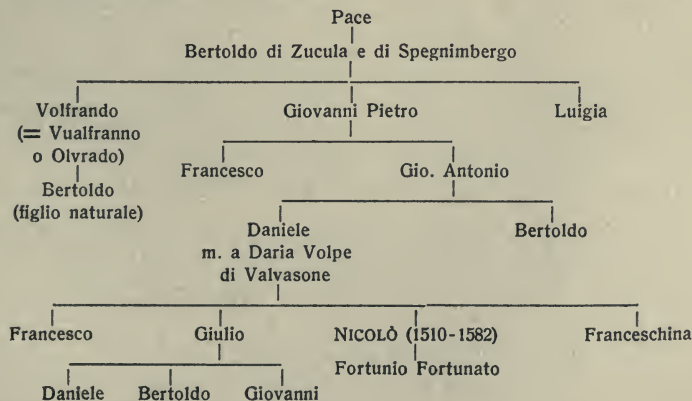 Pace
Bertoldo di Zucula e di Spegnimbergo
Volfrando Giovanni Pietro Luigia
(= Vualfranno
o Olvrado)
Francesco Gio. Antonio
Bertoldo
(figlio naturale)
Daniele Bertoldo
m. a Daria Volpe
di Valvasone
Francesco Giulio NICOLÒ (1510-1582) Franceschina
Fortunio Fortunato
Daniele Bertoldo Giovanni